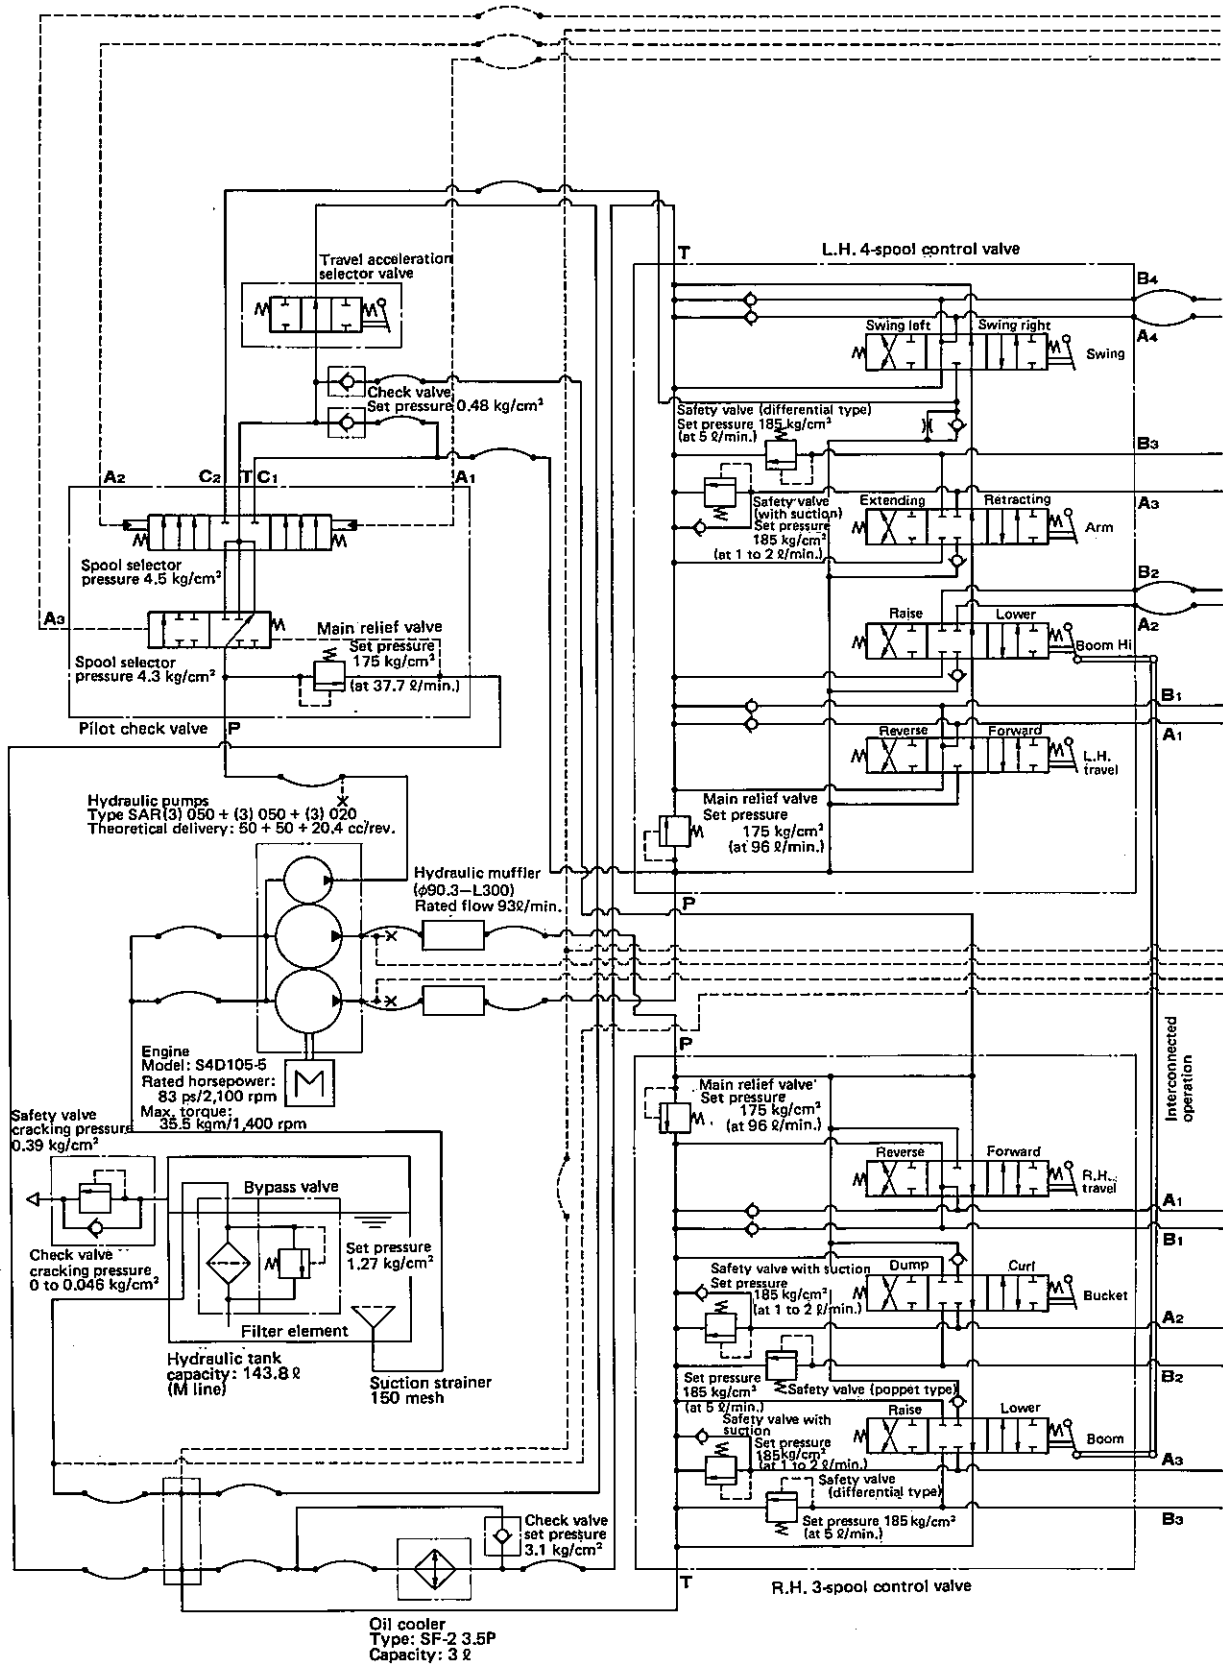 L.H. 4-spool control valve
T
B4
A4
Swing left
Swing right
Swing
Travel acceleration
selector valve
Check valve
Set pressure 0.48 kg/cm²
Safety valve (differential type)
Set pressure 185 kg/cm²
(at 5 ℓ/min.)
B3
A3
Safety valve
(with suction)
Set pressure
185 kg/cm²
(at 1 to 2 ℓ/min.)
Extending
Retracting
Arm
B2
A2
Raise
Lower
Boom Hi
B1
A1
Reverse
Forward
L.H.
travel
Main relief valve
Set pressure
175 kg/cm²
(at 96 ℓ/min.)
P
A2
C2
T
C1
A1
Spool selector
pressure 4.5 kg/cm²
A3
Main relief valve
Set pressure
175 kg/cm²
(at 37.7 ℓ/min.)
Spool selector
pressure 4.3 kg/cm²
Pilot check valve
P
Hydraulic pumps
Type SAR(3) 050 + (3) 050 + (3) 020
Theoretical delivery: 50 + 50 + 20.4 cc/rev.
Hydraulic muffler
(φ90.3–L300)
Rated flow 93ℓ/min.
Engine
Model: S4D105-5
Rated horsepower:
83 ps/2,100 rpm
Max. torque:
35.5 kgm/1,400 rpm
M
Safety valve
cracking pressure
0.39 kg/cm²
Check valve
cracking pressure
0 to 0.046 kg/cm²
Bypass valve
Set pressure
1.27 kg/cm²
Filter element
Hydraulic tank
capacity: 143.8 ℓ
(M line)
Suction strainer
150 mesh
P
Main relief valve
Set pressure
175 kg/cm²
(at 96 ℓ/min.)
Interconnected
operation
Reverse
Forward
R.H.
travel
A1
B1
Safety valve with suction
Set pressure
185 kg/cm²
(at 1 to 2 ℓ/min.)
Dump
Curl
Bucket
A2
B2
Set pressure
185 kg/cm²
(at 5 ℓ/min.)
Safety valve (poppet type)
Safety valve with
suction
Set pressure
185kg/cm²
(at 1 to 2 ℓ/min.)
Raise
Lower
Boom
A3
Safety valve
(differential type)
Set pressure 185 kg/cm²
(at 5 ℓ/min.)
B3
T
R.H. 3-spool control valve
Check valve
set pressure
3.1 kg/cm²
Oil cooler
Type: SF-2 3.5P
Capacity: 3 ℓ